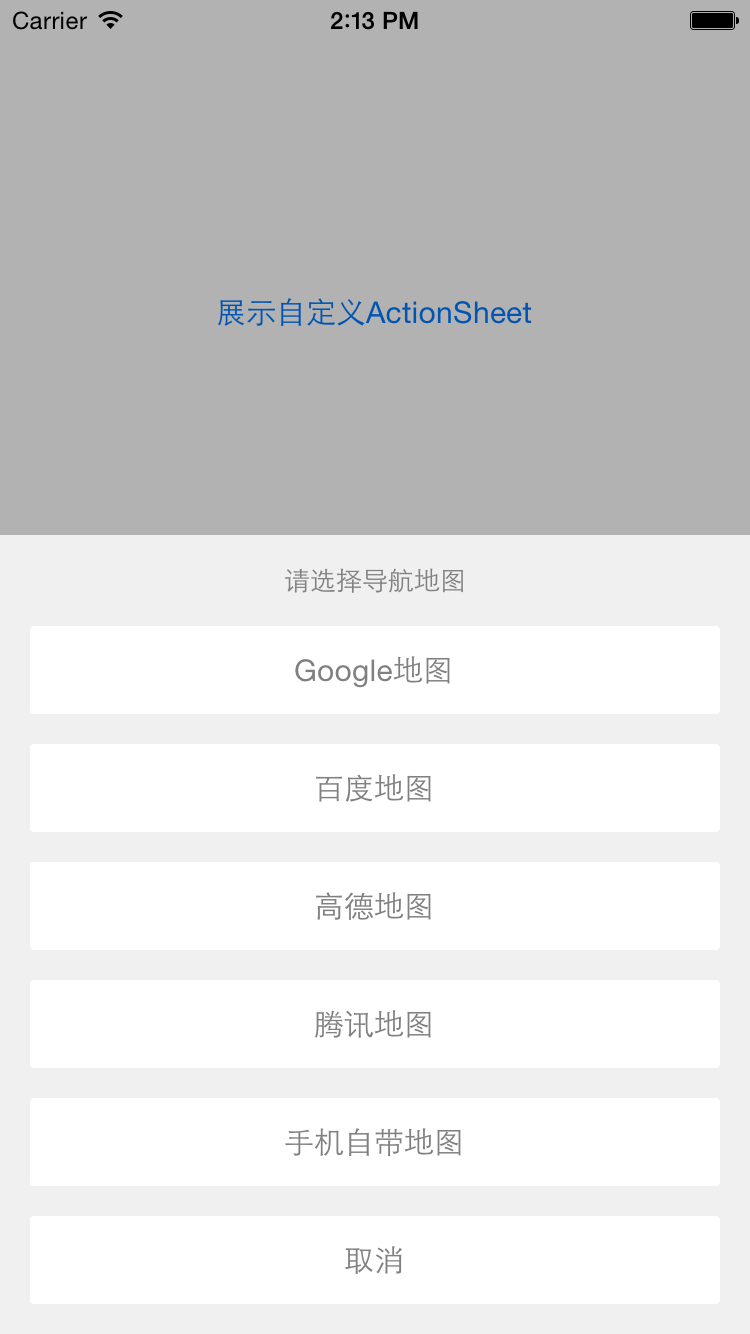 Carrier 2:13 PM
展示自定义ActionSheet
请选择导航地图
Google地图
百度地图
高德地图
腾讯地图
手机自带地图
取消